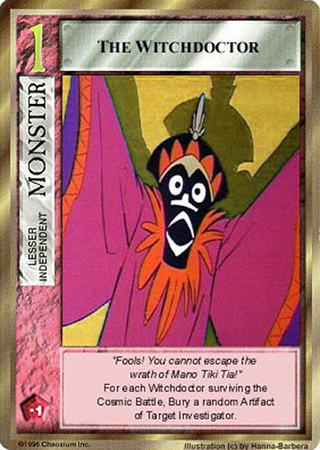 1
THE WITCHDOCTOR
MONSTER
LESSER
INDEPENDENT
"Fools! You cannot escape the
wrath of Mano Tiki Tia!"
For each Witchdoctor surviving the
Cosmic Battle, Bury a random Artifact
of Target Investigator.
-1
©1996 Chaosium Inc.
Illustration (c) by Hanna-Barbera